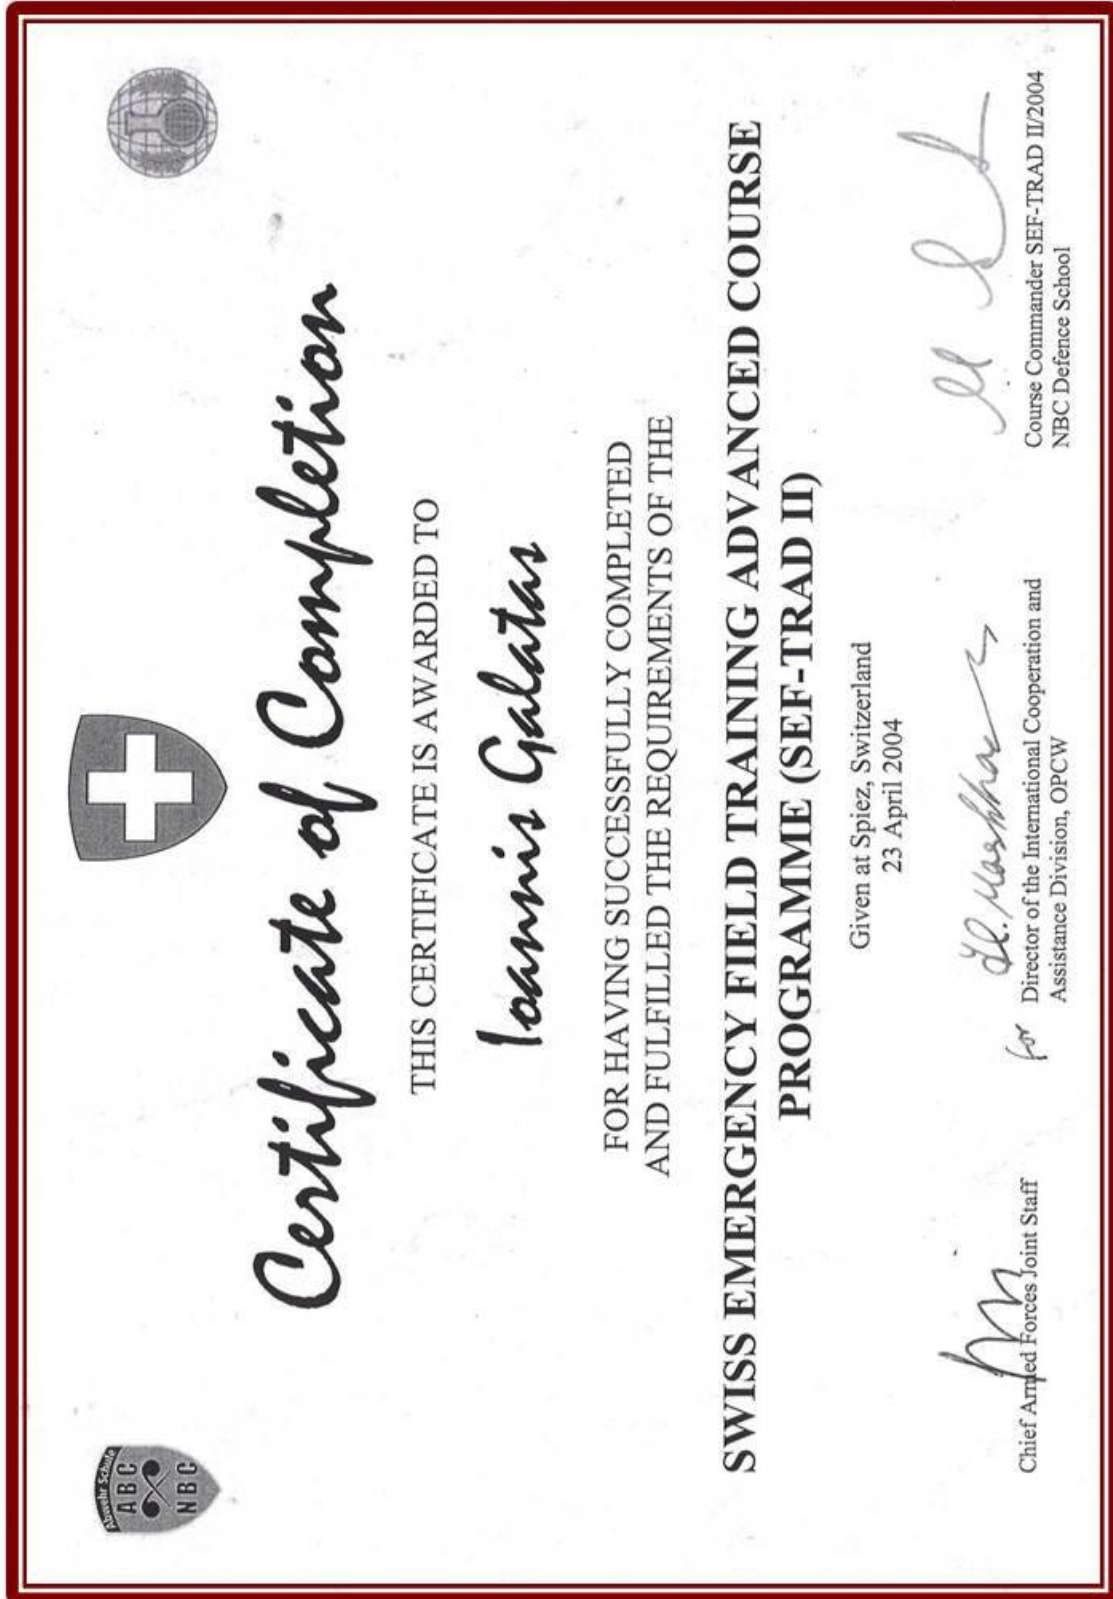 Abwehr Schule
ABC
NBC
Certificate of Completion
THIS CERTIFICATE IS AWARDED TO
Ioannis Galatas
FOR HAVING SUCCESSFULLY COMPLETED
AND FULFILLED THE REQUIREMENTS OF THE
SWISS EMERGENCY FIELD TRAINING ADVANCED COURSE
PROGRAMME (SEF-TRAD II)
Given at Spiez, Switzerland
23 April 2004
Chief Armed Forces Joint Staff
for Director of the International Cooperation and
Assistance Division, OPCW
Course Commander SEF-TRAD II/2004
NBC Defence School